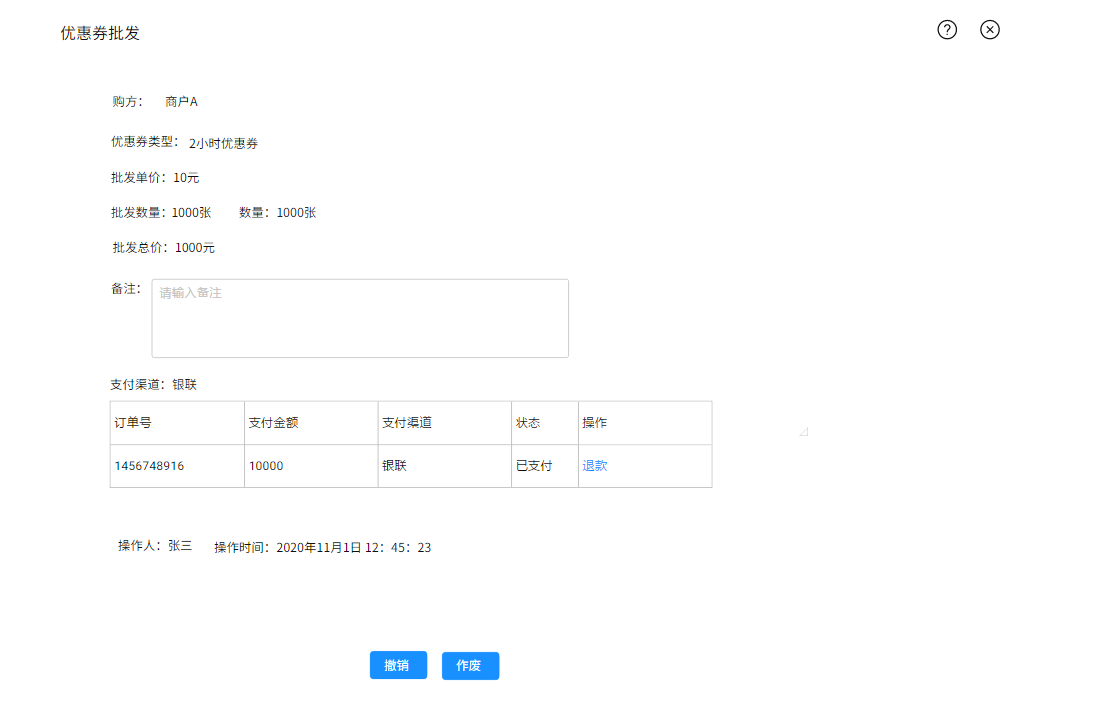 优惠券批发
购方： 商户A
优惠券类型： 2小时优惠券
批发单价：10元
批发数量：1000张 数量：1000张
批发总价：1000元
备注： 请输入备注
支付渠道：银联
订单号 支付金额 支付渠道 状态 操作
1456748916 10000 银联 已支付 退款
操作人：张三 操作时间：2020年11月1日 12：45：23
撤销 作废